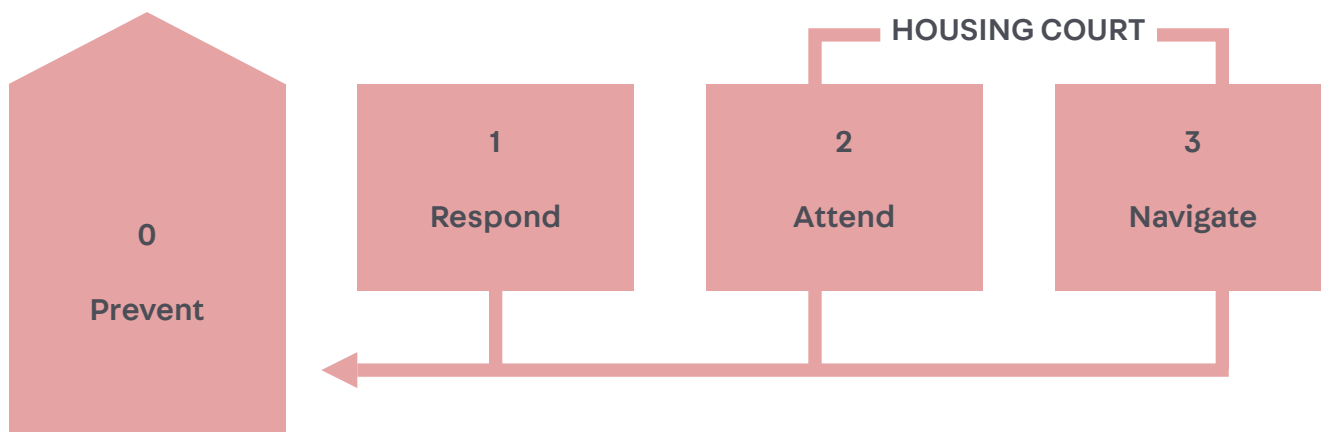 HOUSING COURT
0
Prevent
1
Respond
2
Attend
3
Navigate